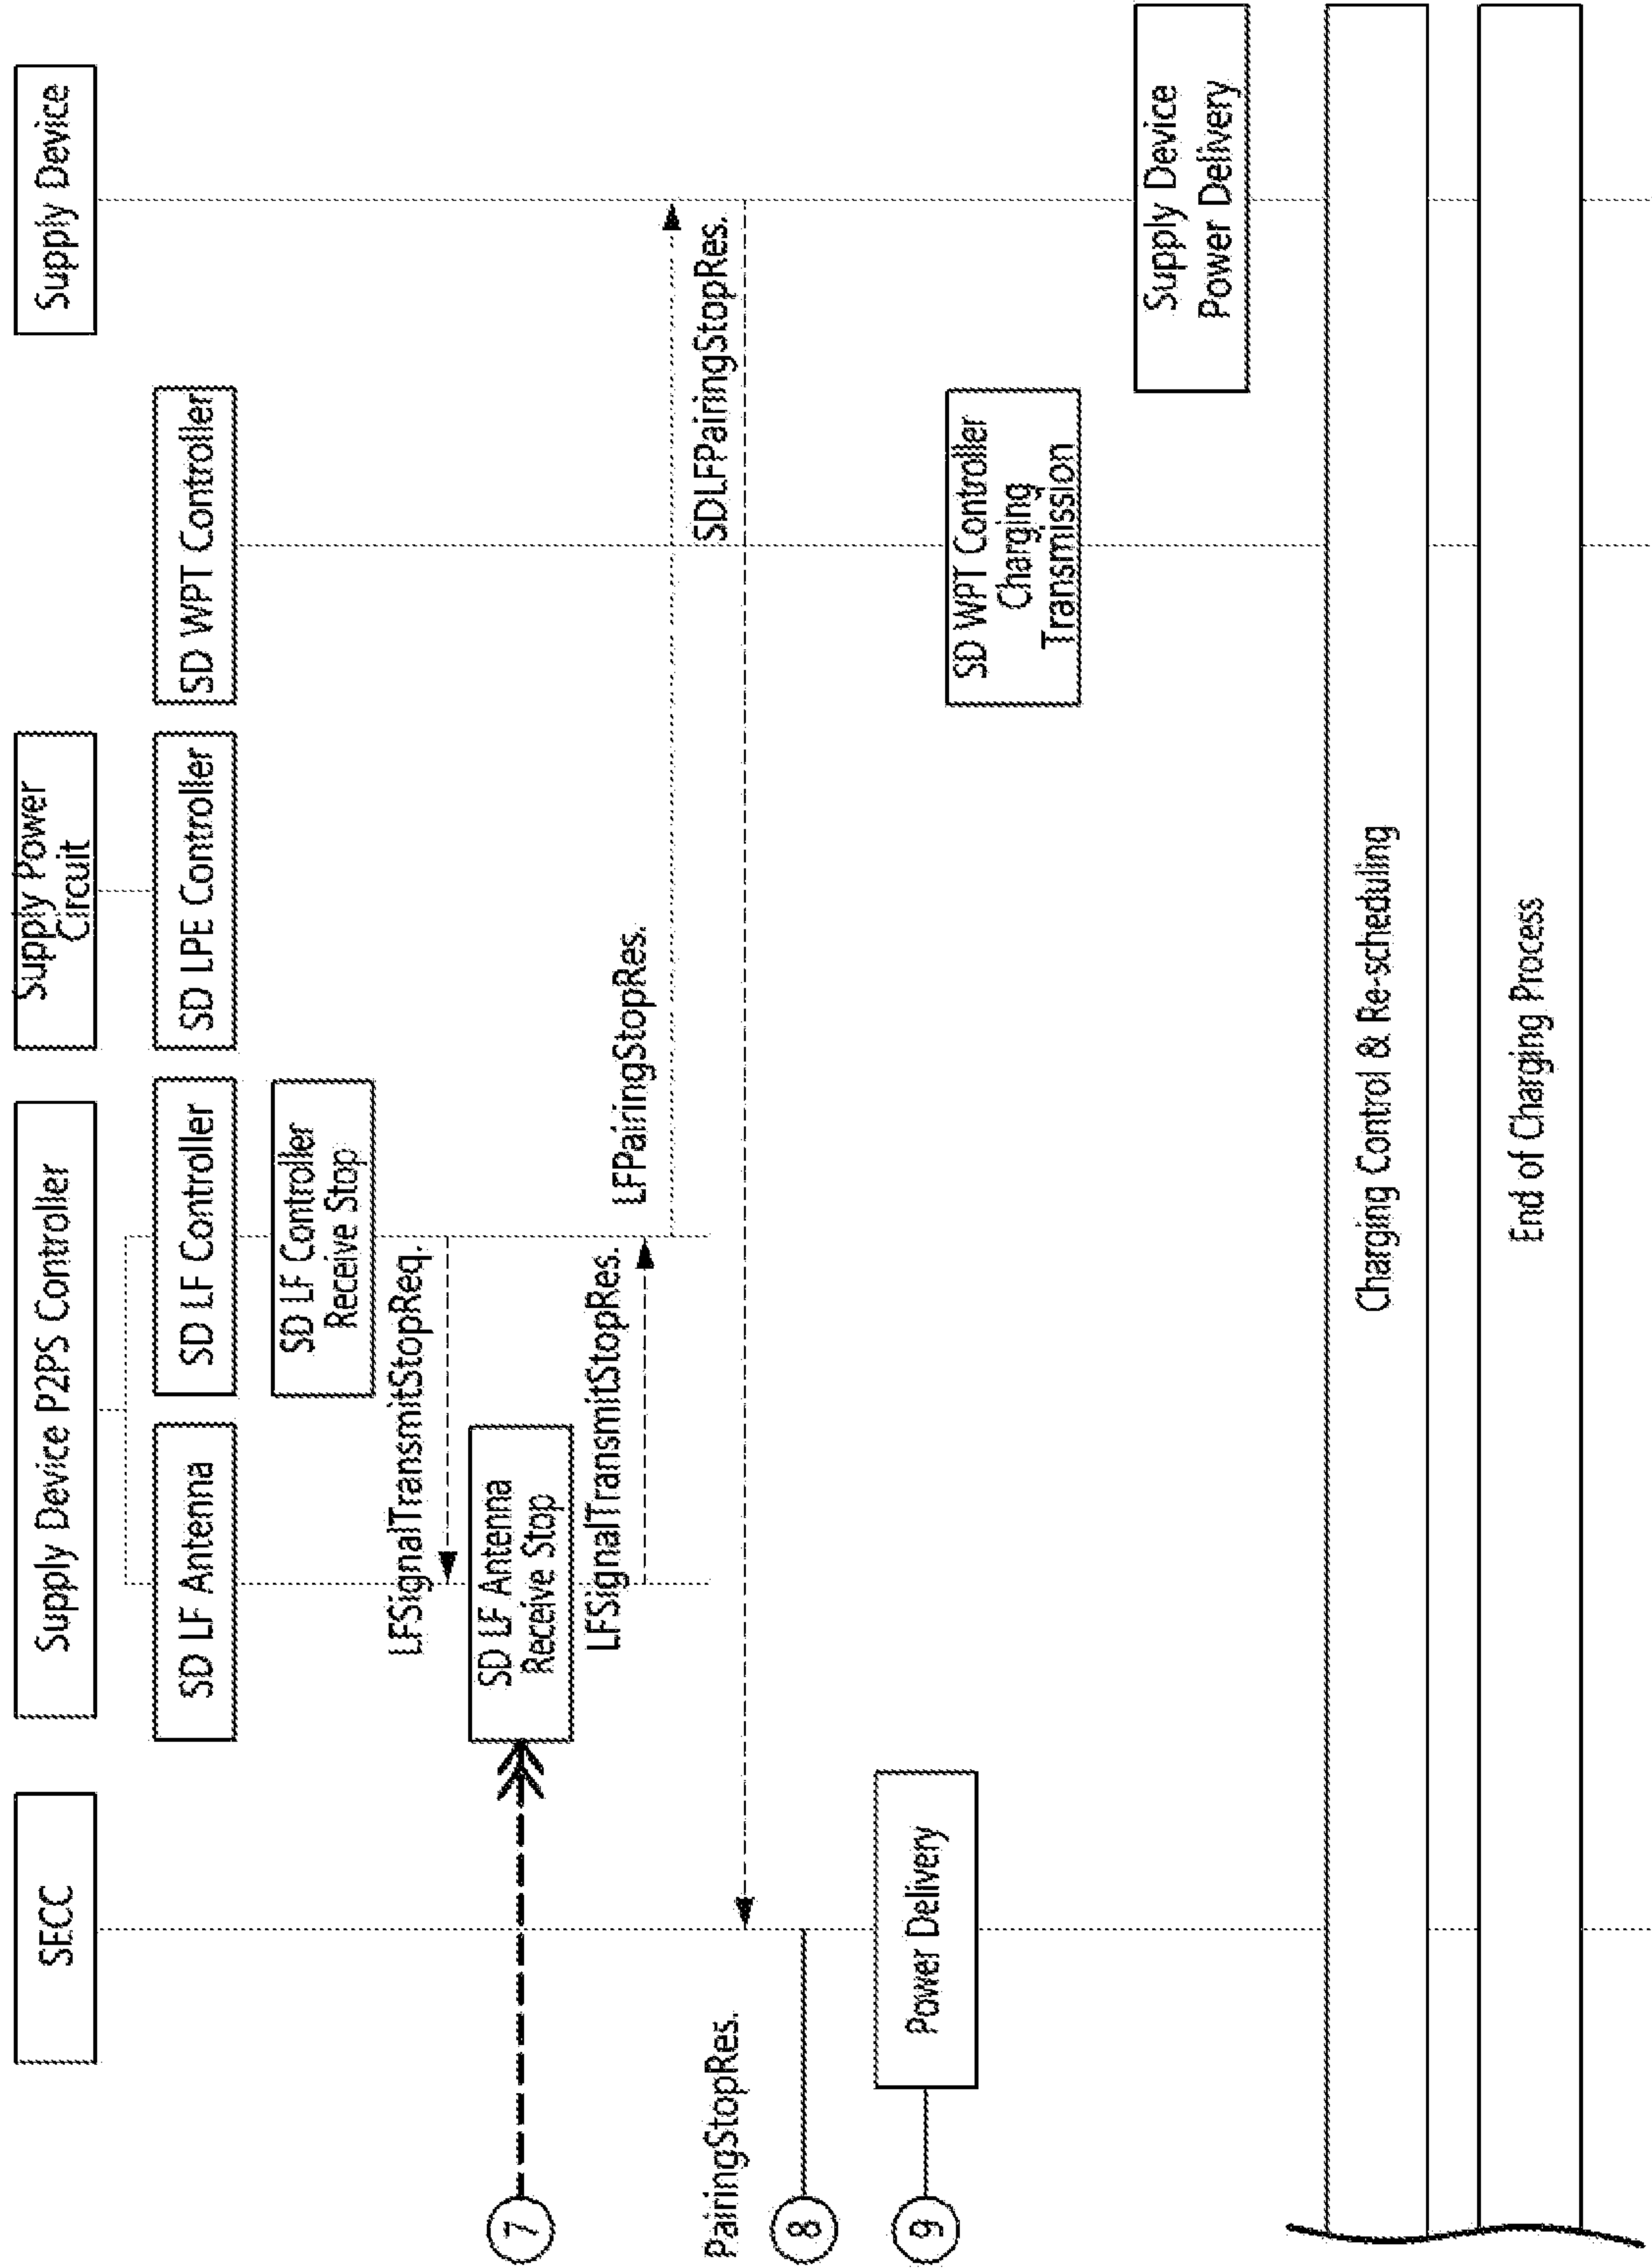 SECC
Supply Device P2PS Controller
Supply Power
Circuit
Supply Device
SD LF Antenna
SD LF Controller
SD LPE Controller
SD WPT Controller
SD LF Controller
Receive Stop
LFSignalTransmitStopReq.
7
SD LF Antenna
Receive Stop
LFSignalTransmitStopRes.
LFPairingStopRes.
SDLFPairingStopRes.
PairingStopRes.
8
9
Power Delivery
SD WPT Controller
Charging
Transmission
Supply Device
Power Delivery
Charging Control & Re-scheduling
End of Charging Process